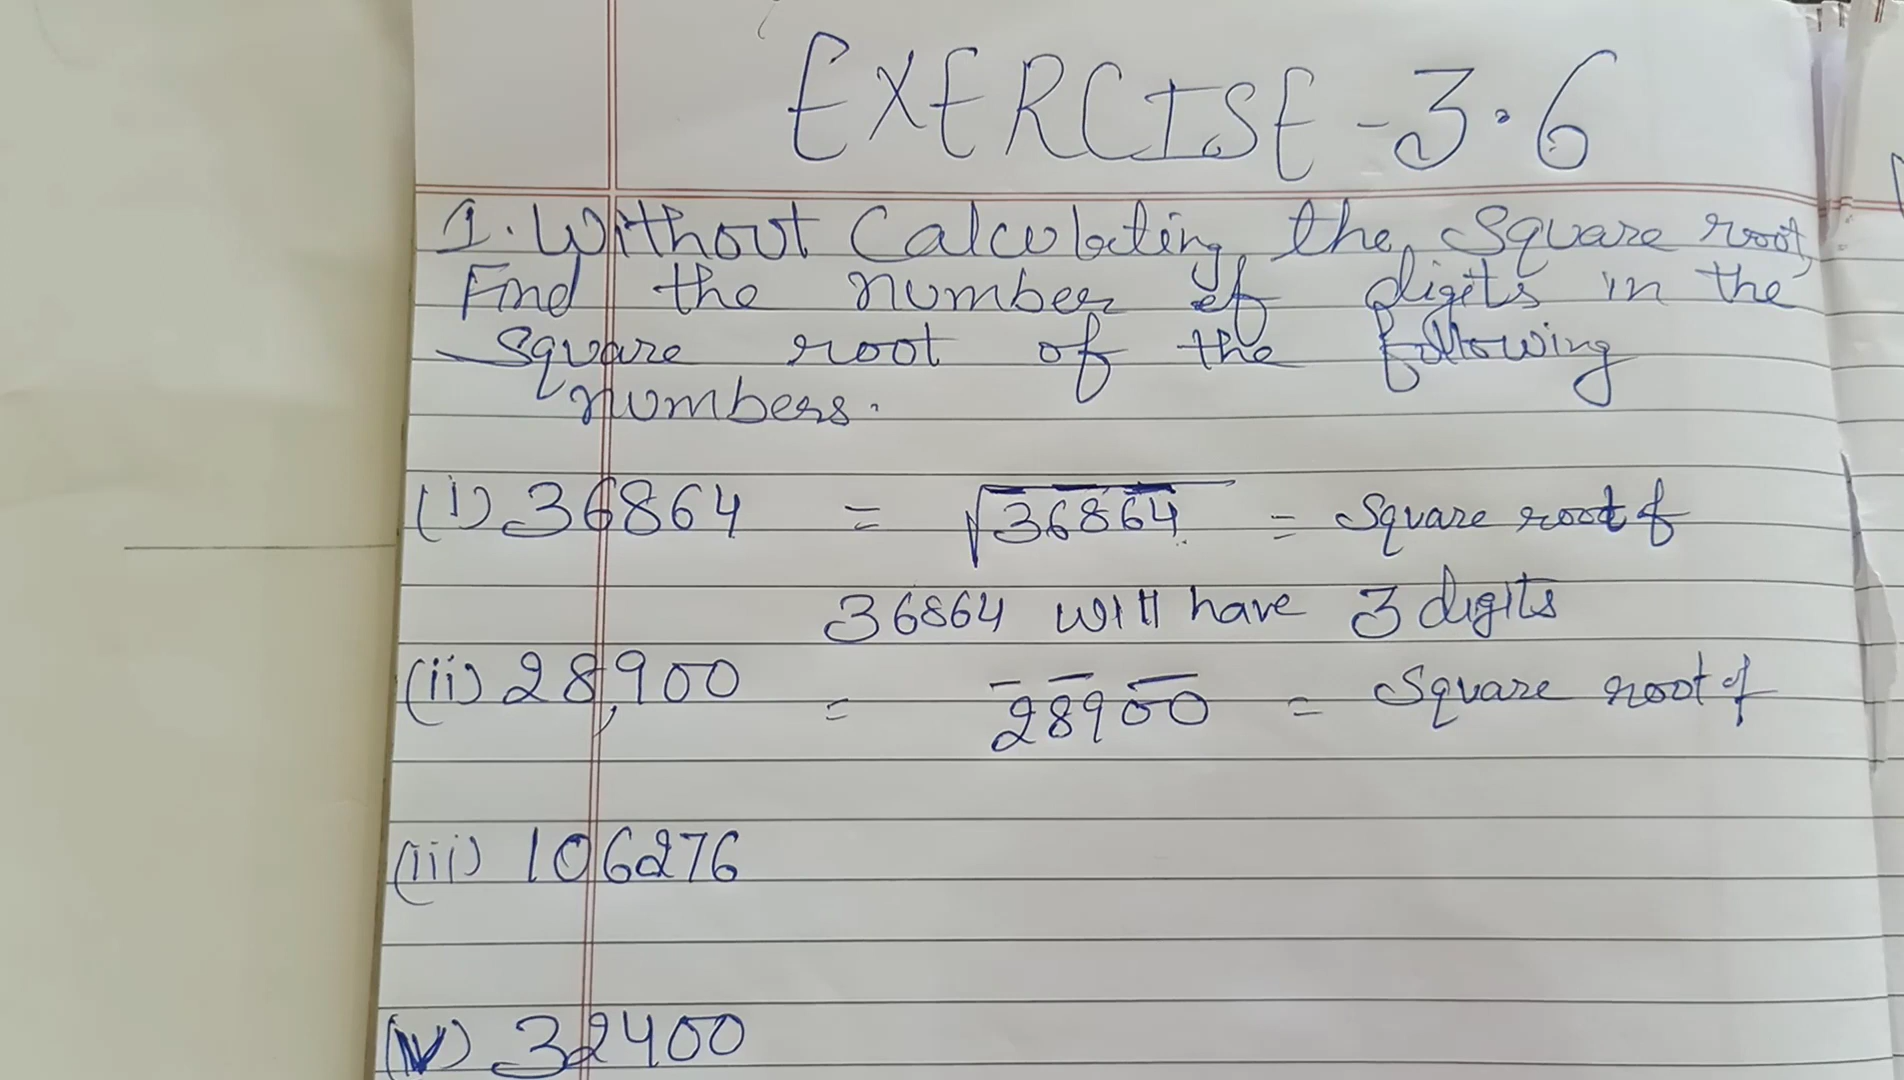 EXERCISE - 3.6
1. Without Calculating, the Square root,
Find the number of digits in the
Square root of the following
numbers.
(i) 36864 = √36864 = Square root of
36864 will have 3 digits
(ii) 28,900 = 28900 = Square root of
(iii) 106276
(iv) 32400